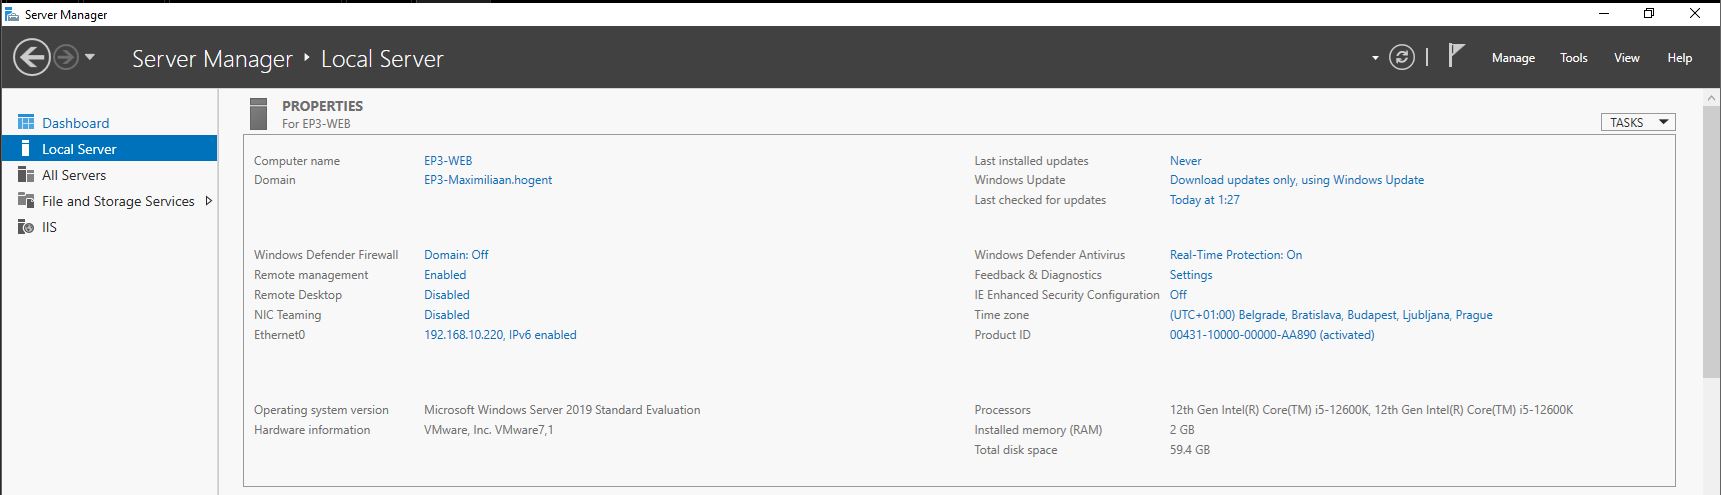 Server Manager
Server Manager ‣ Local Server
Manage Tools View Help
Dashboard
Local Server
All Servers
File and Storage Services
IIS
PROPERTIES
For EP3-WEB
TASKS
Computer name EP3-WEB
Domain EP3-Maximiliaan.hogent
Last installed updates Never
Windows Update Download updates only, using Windows Update
Last checked for updates Today at 1:27
Windows Defender Firewall Domain: Off
Remote management Enabled
Remote Desktop Disabled
NIC Teaming Disabled
Ethernet0 192.168.10.220, IPv6 enabled
Windows Defender Antivirus Real-Time Protection: On
Feedback & Diagnostics Settings
IE Enhanced Security Configuration Off
Time zone (UTC+01:00) Belgrade, Bratislava, Budapest, Ljubljana, Prague
Product ID 00431-10000-00000-AA890 (activated)
Operating system version Microsoft Windows Server 2019 Standard Evaluation
Hardware information VMware, Inc. VMware7,1
Processors 12th Gen Intel(R) Core(TM) i5-12600K, 12th Gen Intel(R) Core(TM) i5-12600K
Installed memory (RAM) 2 GB
Total disk space 59.4 GB